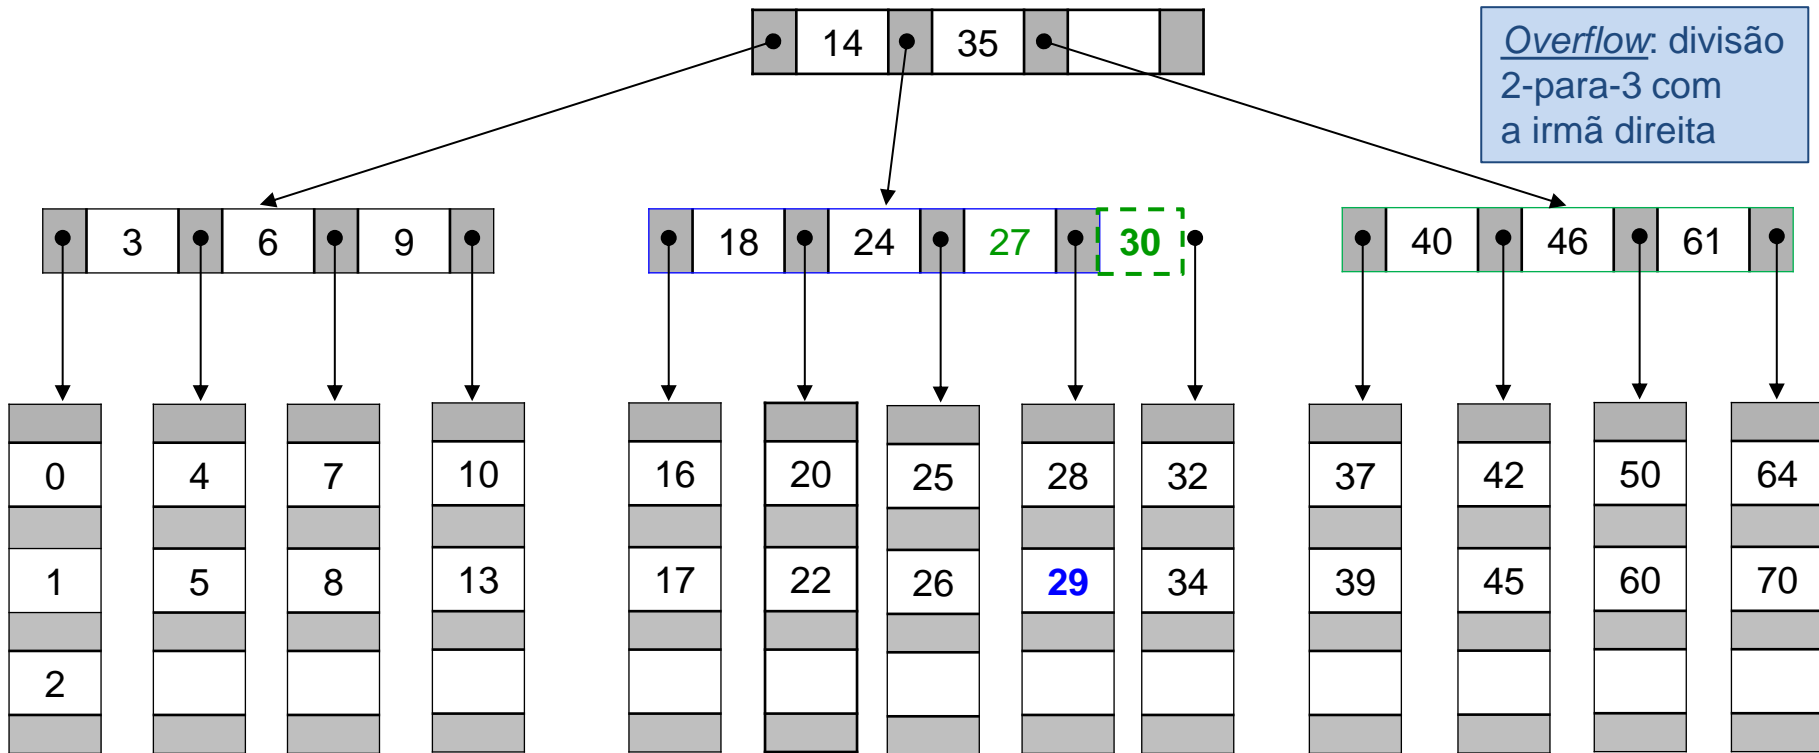 14 35
Overflow: divisão
2-para-3 com
a irmã direita
3 6 9
18 24 27 30
40 46 61
0 4 7 10 16 20 25 28 32 37 42 50 64
1 5 8 13 17 22 26 29 34 39 45 60 70
2